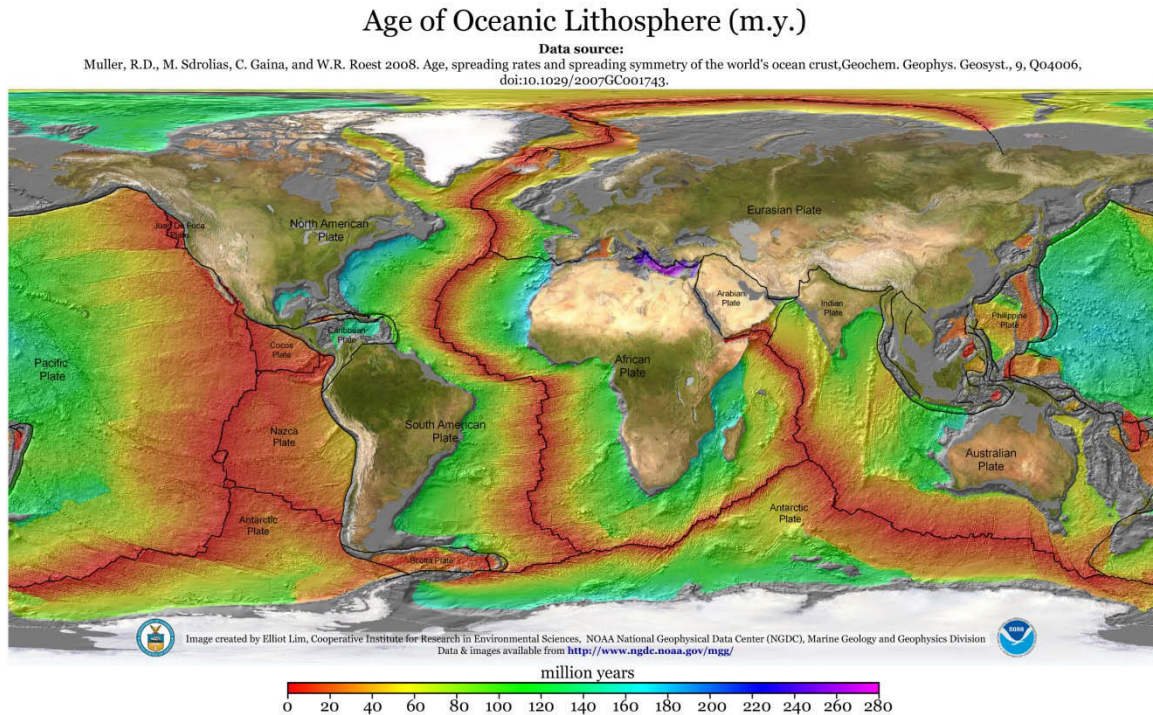 Age of Oceanic Lithosphere (m.y.)
Data source:
Muller, R.D., M. Sdrolias, C. Gaina, and W.R. Roest 2008. Age, spreading rates and spreading symmetry of the world's ocean crust,Geochem. Geophys. Geosyst., 9, Q04006,
doi:10.1029/2007GC001743.
Juan De Fuca
Plate
North American
Plate
Eurasian Plate
Arabian
Plate
Indian
Plate
Philippine
Plate
Caribbean
Plate
Cocos
Plate
Pacific
Plate
African
Plate
South American
Plate
Nazca
Plate
Australian
Plate
Antarctic
Plate
Antarctic
Plate
Scotia Plate
Image created by Elliot Lim, Cooperative Institute for Research in Environmental Sciences, NOAA National Geophysical Data Center (NGDC), Marine Geology and Geophysics Division
Data & images available from http://www.ngdc.noaa.gov/mgg/
NOAA
million years
0 20 40 60 80 100 120 140 160 180 200 220 240 260 280